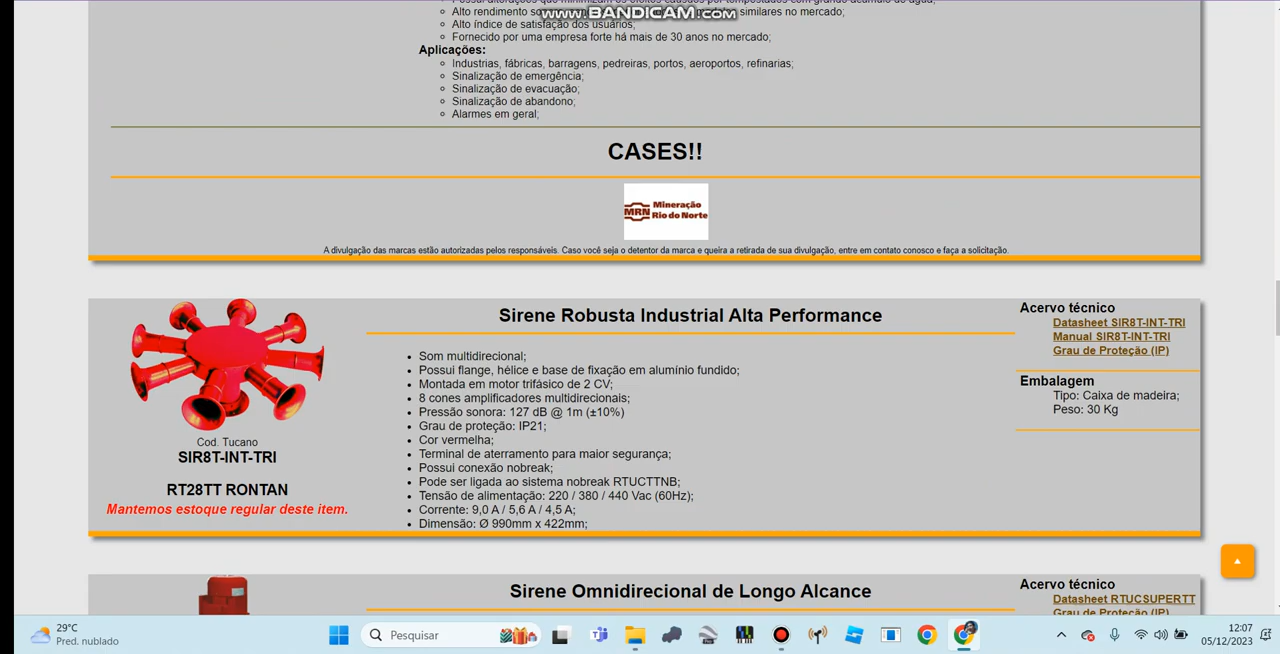 www.BANDICAM.com
Alto índice de satisfação dos usuários;
Fornecido por uma empresa forte há mais de 30 anos no mercado;
Aplicações:
Industrias, fábricas, barragens, pedreiras, portos, aeroportos, refinarias;
Sinalização de emergência;
Sinalização de evacuação;
Sinalização de abandono;
Alarmes em geral;
CASES!!
MRN Mineração
Rio do Norte
A divulgação das marcas estão autorizadas pelos responsáveis. Caso você seja o detentor da marca e queira a retirada de sua divulgação, entre em contato conosco e faça a solicitação.
Cod. Tucano
SIR8T-INT-TRI
RT28TT RONTAN
Mantemos estoque regular deste item.
Sirene Robusta Industrial Alta Performance
Som multidirecional;
Possui flange, hélice e base de fixação em alumínio fundido;
Montada em motor trifásico de 2 CV;
8 cones amplificadores multidirecionais;
Pressão sonora: 127 dB @ 1m (±10%)
Grau de proteção: IP21;
Cor vermelha;
Terminal de aterramento para maior segurança;
Possui conexão nobreak;
Pode ser ligada ao sistema nobreak RTUCTTNB;
Tensão de alimentação: 220 / 380 / 440 Vac (60Hz);
Corrente: 9,0 A / 5,6 A / 4,5 A;
Dimensão: Ø 990mm x 422mm;
Acervo técnico
Datasheet SIR8T-INT-TRI
Manual SIR8T-INT-TRI
Grau de Proteção (IP)
Embalagem
Tipo: Caixa de madeira;
Peso: 30 Kg
Sirene Omnidirecional de Longo Alcance
Acervo técnico
Datasheet RTUCSUPERTT
Grau de Proteção (IP)
29°C
Pred. nublado
Pesquisar
12:07
05/12/2023